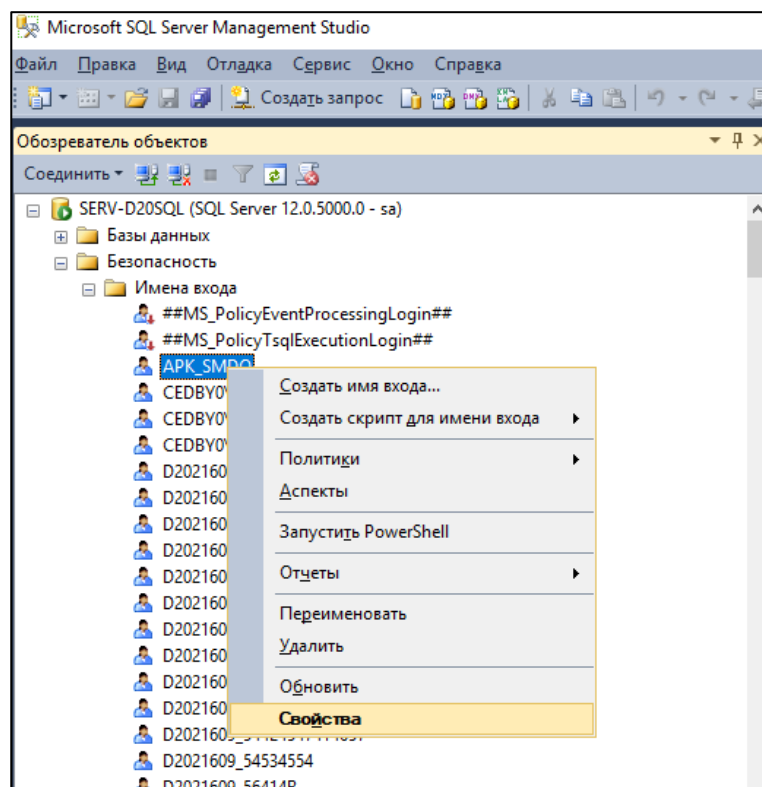 Microsoft SQL Server Management Studio
Файл Правка Вид Отладка Сервис Окно Справка
Создать запрос
Обозреватель объектов
Соединить
SERV-D20SQL (SQL Server 12.0.5000.0 - sa)
Базы данных
Безопасность
Имена входа
##MS_PolicyEventProcessingLogin##
##MS_PolicyTsqlExecutionLogin##
APK_SMDO
CEDBY0
CEDBY0
CEDBY0
D202160
D202160
D202160
D202160
D202160
D202160
D202160
D202160
D202160
D202160
D2021609_54534554
D2021609_56414B
Создать имя входа...
Создать скрипт для имени входа
Политики
Аспекты
Запустить PowerShell
Отчеты
Переименовать
Удалить
Обновить
Свойства